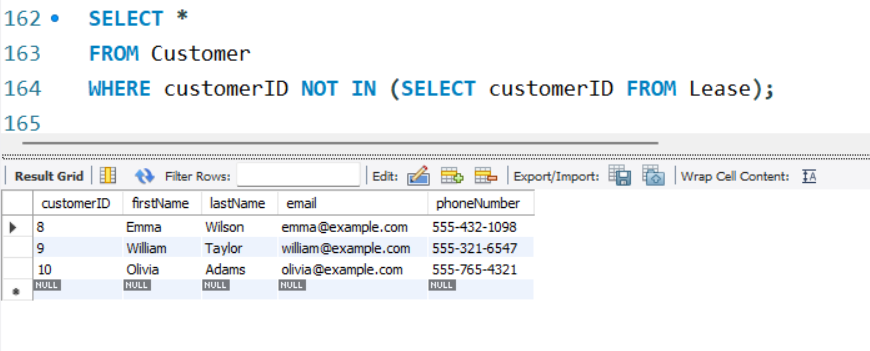 162 SELECT *
163 FROM Customer
164 WHERE customerID NOT IN (SELECT customerID FROM Lease);
165
Result Grid Filter Rows: Edit: Export/Import: Wrap Cell Content: IA
customerID firstName lastName email phoneNumber
8 Emma Wilson emma@example.com 555-432-1098
9 William Taylor william@example.com 555-321-6547
10 Olivia Adams olivia@example.com 555-765-4321
NULL NULL NULL NULL NULL